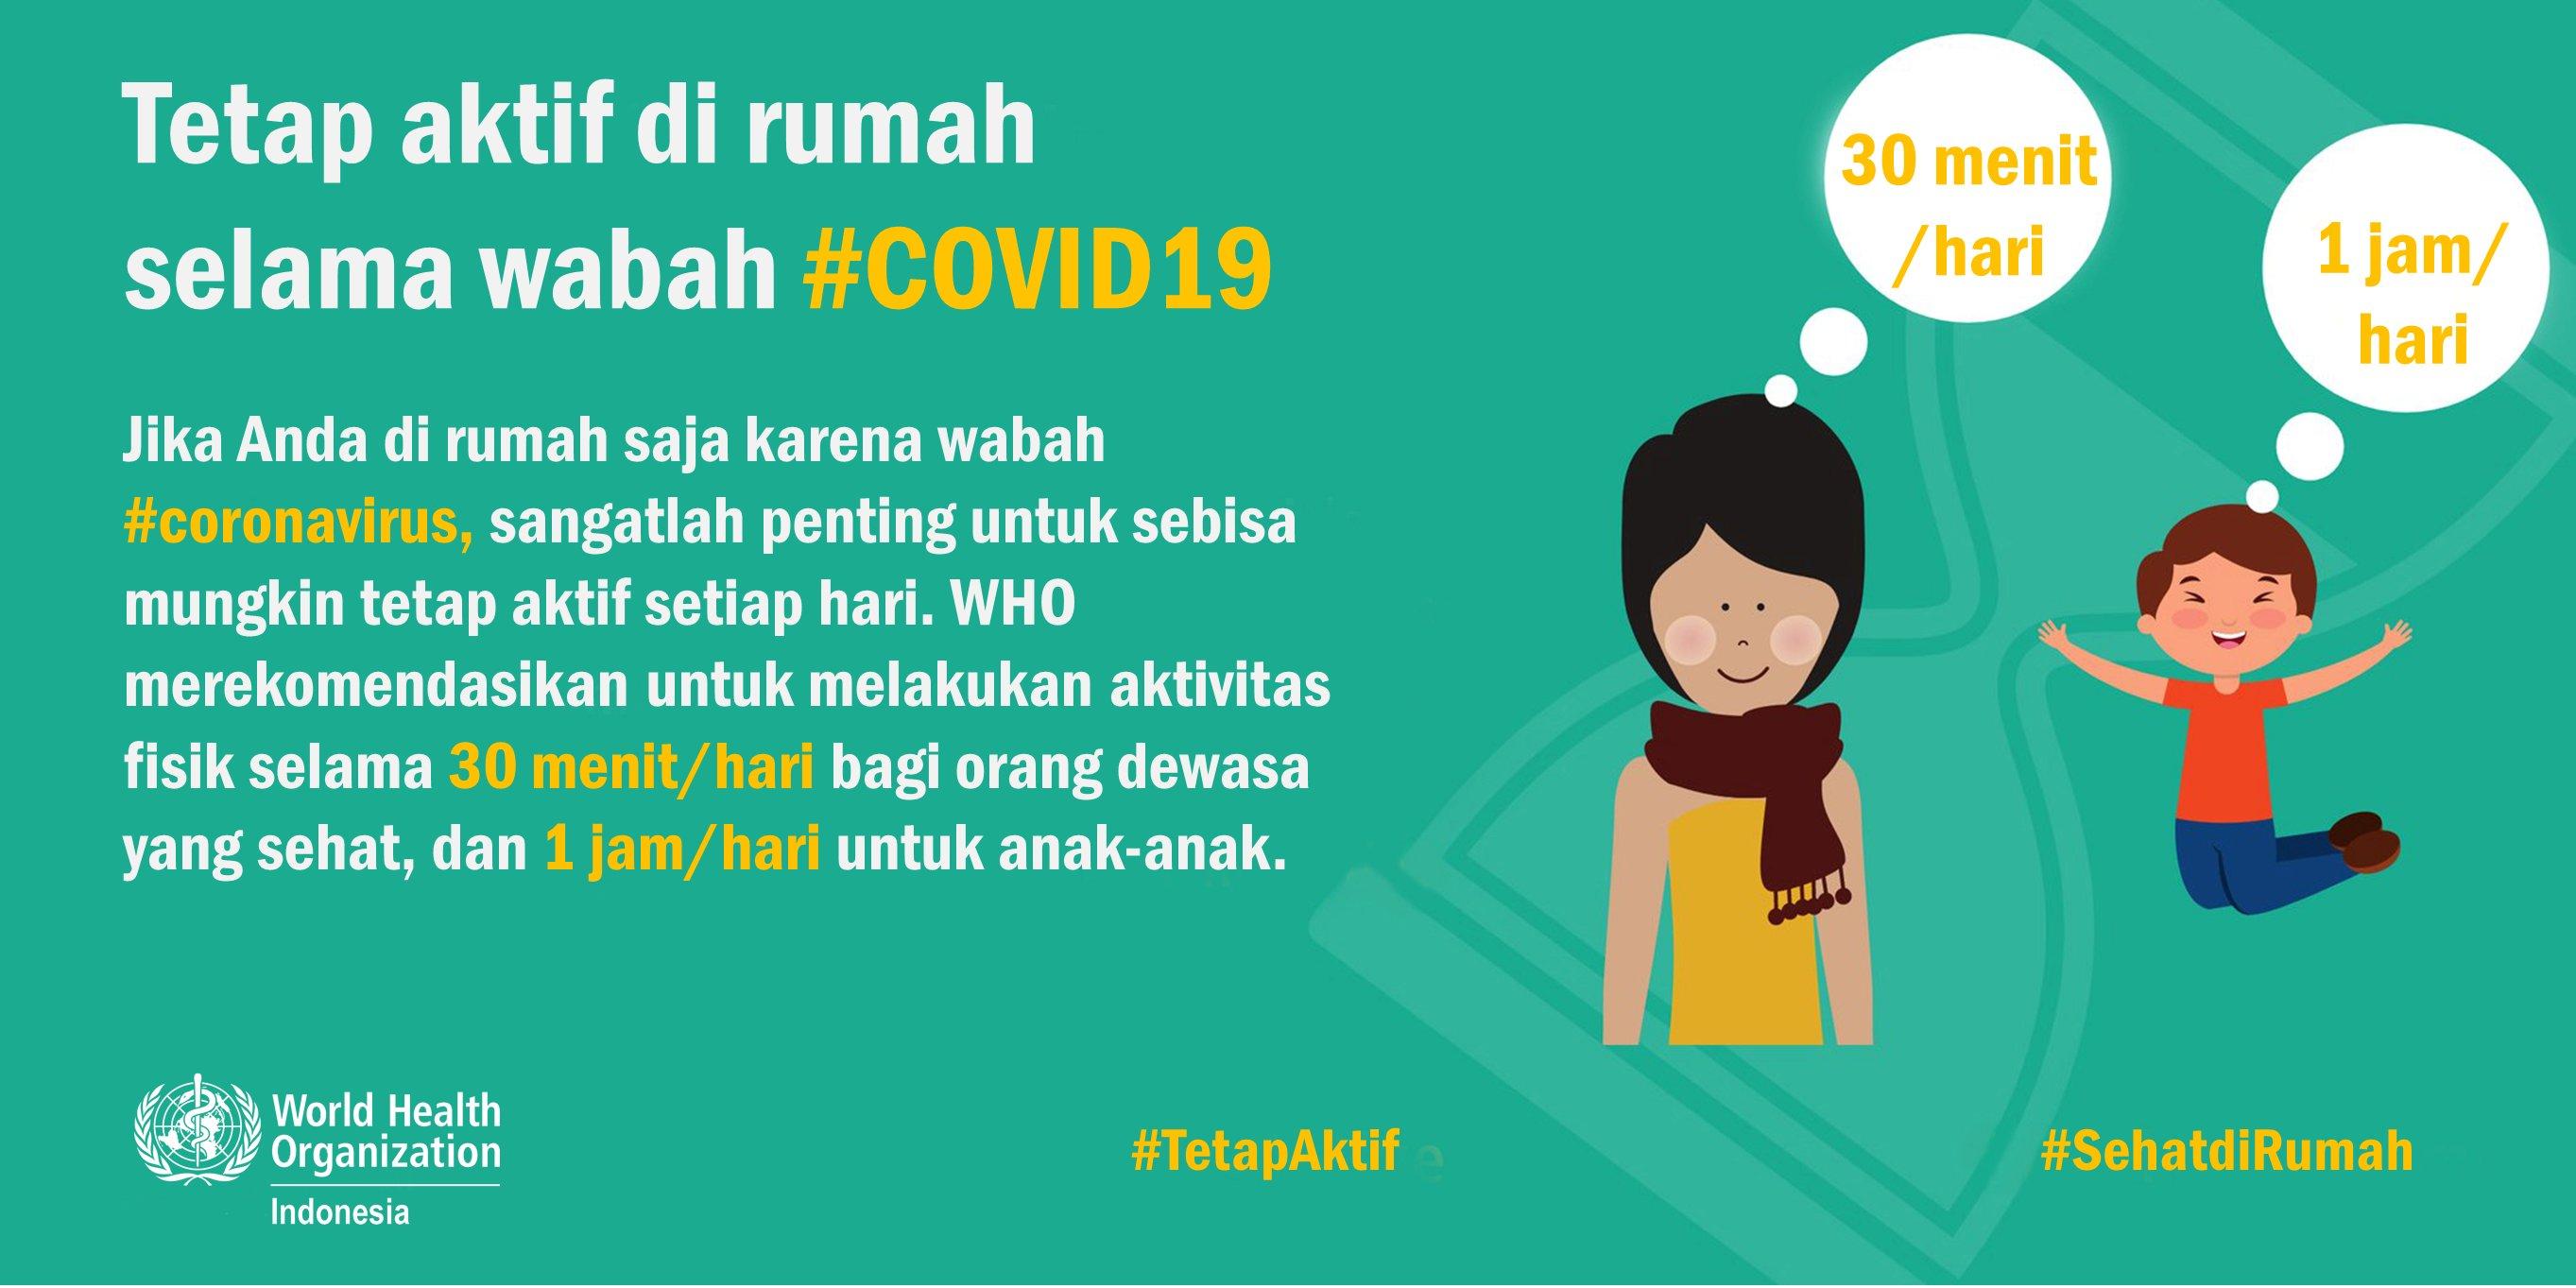 Tetap aktif di rumah
selama wabah #COVID19
Jika Anda di rumah saja karena wabah
#coronavirus, sangatlah penting untuk sebisa
mungkin tetap aktif setiap hari. WHO
merekomendasikan untuk melakukan aktivitas
fisik selama 30 menit/hari bagi orang dewasa
yang sehat, dan 1 jam/hari untuk anak-anak.
30 menit
/hari
1 jam/
hari
World Health
Organization
Indonesia
#TetapAktif
#SehatdiRumah